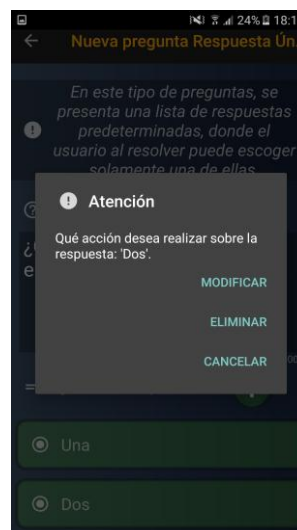 24% 18:1
Nueva pregunta Respuesta Ún.
En este tipo de preguntas, se
presenta una lista de respuestas
predeterminadas, donde el
usuario al resolver puede escoger
solamente una de ellas
Atención
Qué acción desea realizar sobre la
respuesta: 'Dos'.
MODIFICAR
ELIMINAR
CANCELAR
Una
Dos